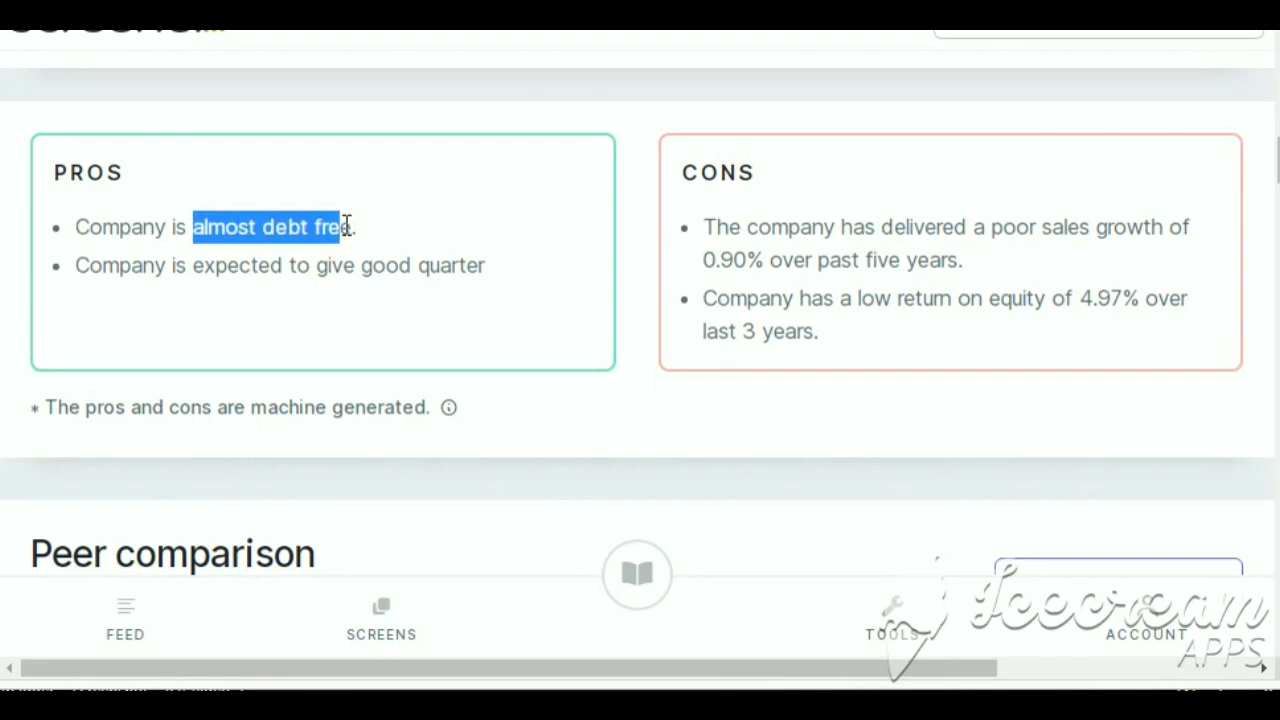 PROS
Company is almost debt free.
Company is expected to give good quarter
CONS
The company has delivered a poor sales growth of
0.90% over past five years.
Company has a low return on equity of 4.97% over
last 3 years.
* The pros and cons are machine generated.
Peer comparison
FEED
SCREENS
TOOLS
ACCOUNT
Icecream
APPS